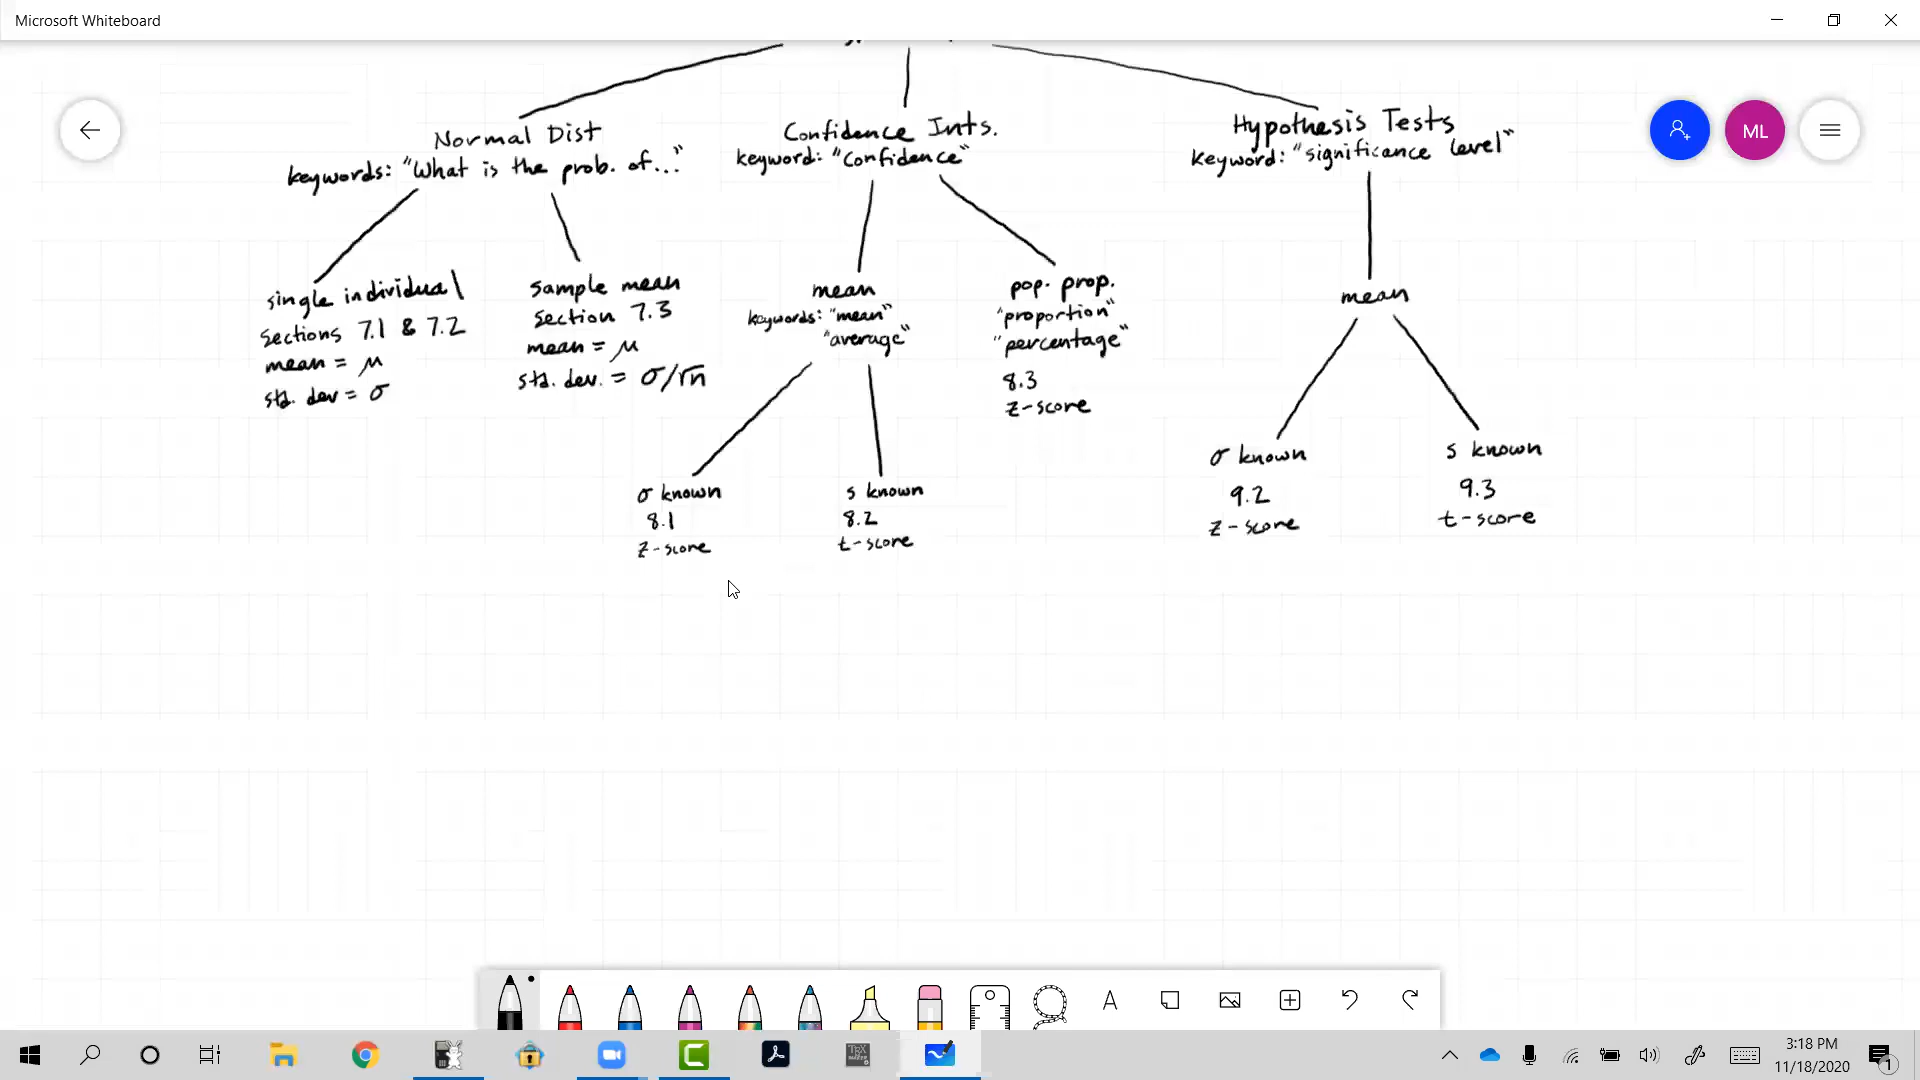 Microsoft Whiteboard
ML
Normal Dist
keywords: "What is the prob. of..."
single individual
sections 7.1 & 7.2
mean = μ
std. dev = σ
sample mean
section 7.3
mean = μ
std. dev. = σ/√n
Confidence Ints.
keyword: "Confidence"
mean
keywords: "mean"
"average"
σ known
8.1
z-score
s known
8.2
t-score
pop. prop.
"proportion"
"percentage"
8.3
z-score
Hypothesis Tests
keyword: "significance level"
mean
σ known
9.2
z-score
s known
9.3
t-score
A
3:18 PM
11/18/2020
1